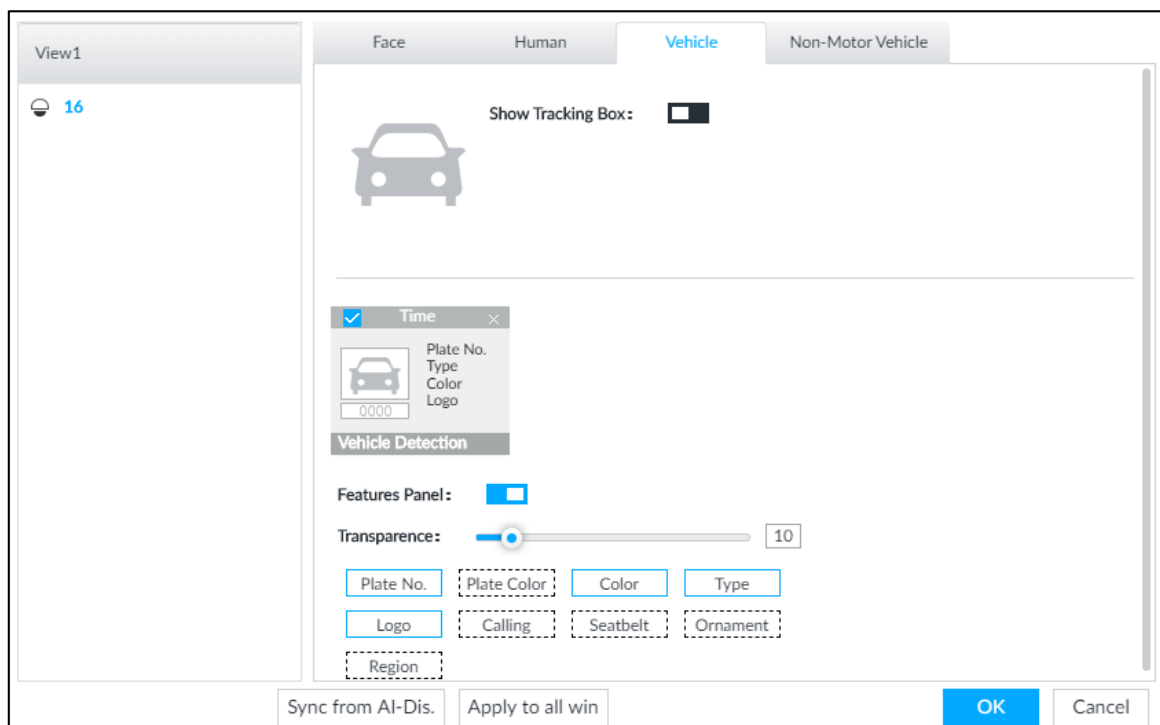 View1
16
Face Human Vehicle Non-Motor Vehicle
Show Tracking Box:
Time
Plate No.
Type
Color
Logo
0000
Vehicle Detection
Features Panel:
Transparence: 10
Plate No. Plate Color Color Type
Logo Calling Seatbelt Ornament
Region
Sync from AI-Dis. Apply to all win OK Cancel